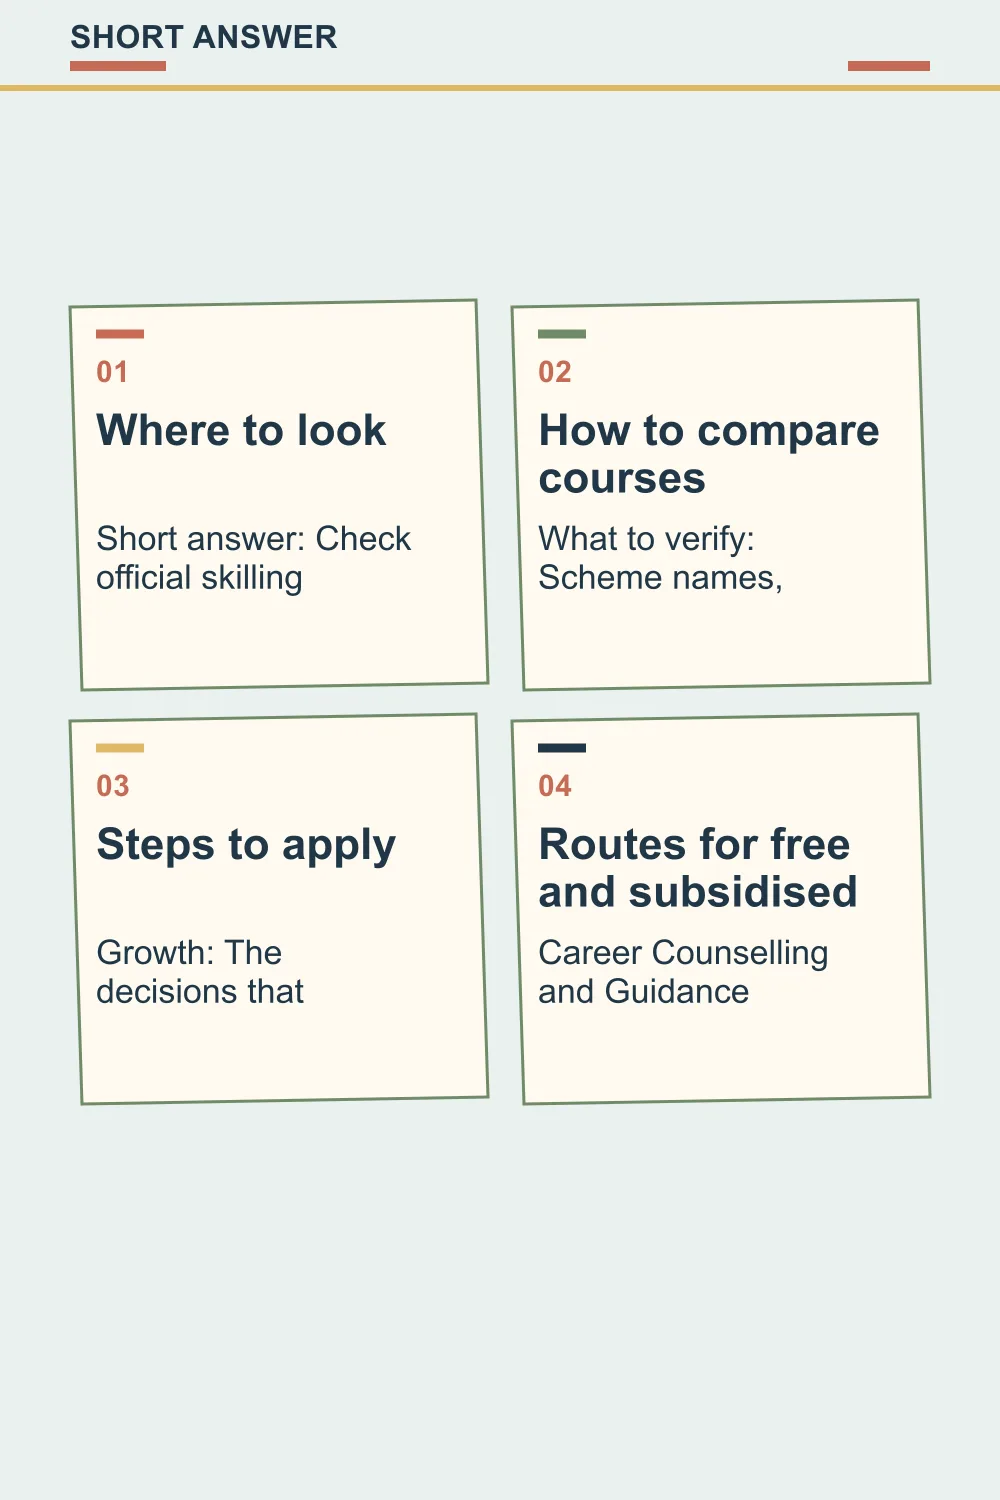 SHORT ANSWER
01
Where to look
Short answer: Check
official skilling
02
How to compare
courses
What to verify:
Scheme names,
03
Steps to apply
Growth: The
decisions that
04
Routes for free
and subsidised
Career Counselling
and Guidance